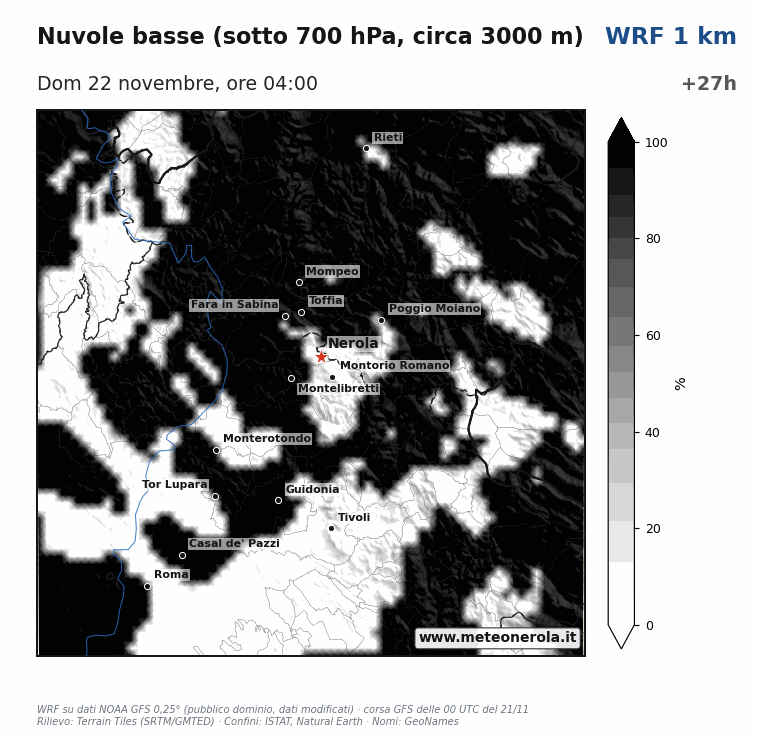 Nuvole basse (sotto 700 hPa, circa 3000 m) WRF 1 km
Dom 22 novembre, ore 04:00 +27h
Rieti
Mompeo
Fara in Sabina
Toffia
Poggio Moiano
Nerola
Montorio Romano
Montelibretti
Monterotondo
Tor Lupara
Guidonia
Tivoli
Casal de' Pazzi
Roma
www.meteonerola.it
100
80
60
40
20
0
%
WRF su dati NOAA GFS 0,25° (pubblico dominio, dati modificati) · corsa GFS delle 00 UTC del 21/11
Rilievo: Terrain Tiles (SRTM/GMTED) · Confini: ISTAT, Natural Earth · Nomi: GeoNames